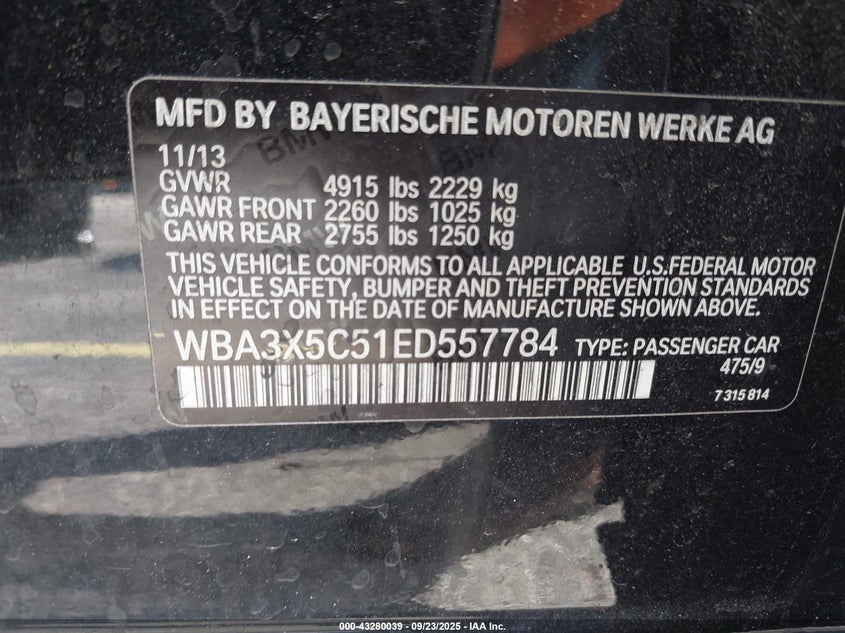 MFD BY BAYERISCHE MOTOREN WERKE AG
11/13
GVWR 4915 lbs 2229 kg
GAWR FRONT 2260 lbs 1025 kg
GAWR REAR 2755 lbs 1250 kg
THIS VEHICLE CONFORMS TO ALL APPLICABLE U.S.FEDERAL MOTOR
VEHICLE SAFETY, BUMPER AND THEFT PREVENTION STANDARDS
IN EFFECT ON THE DATE OF MANUFACTURE SHOWN ABOVE.
WBA3X5C51ED557784 TYPE: PASSENGER CAR
475/9
7 315 814
000-43280039 - 09/23/2025 - IAA Inc.